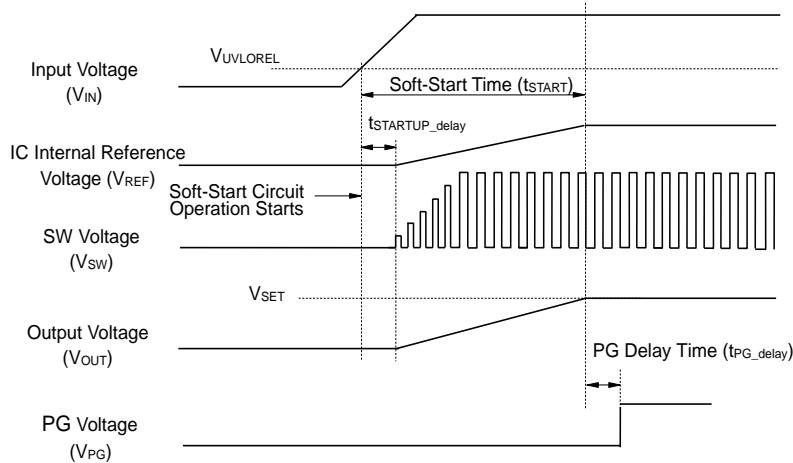 VUVLOREL
Input Voltage
(VIN)
Soft-Start Time (tSTART)
tSTARTUP_delay
IC Internal Reference
Voltage (VREF)
Soft-Start Circuit
Operation Starts
SW Voltage
(VSW)
VSET
Output Voltage
(VOUT)
PG Delay Time (tPG_delay)
PG Voltage
(VPG)